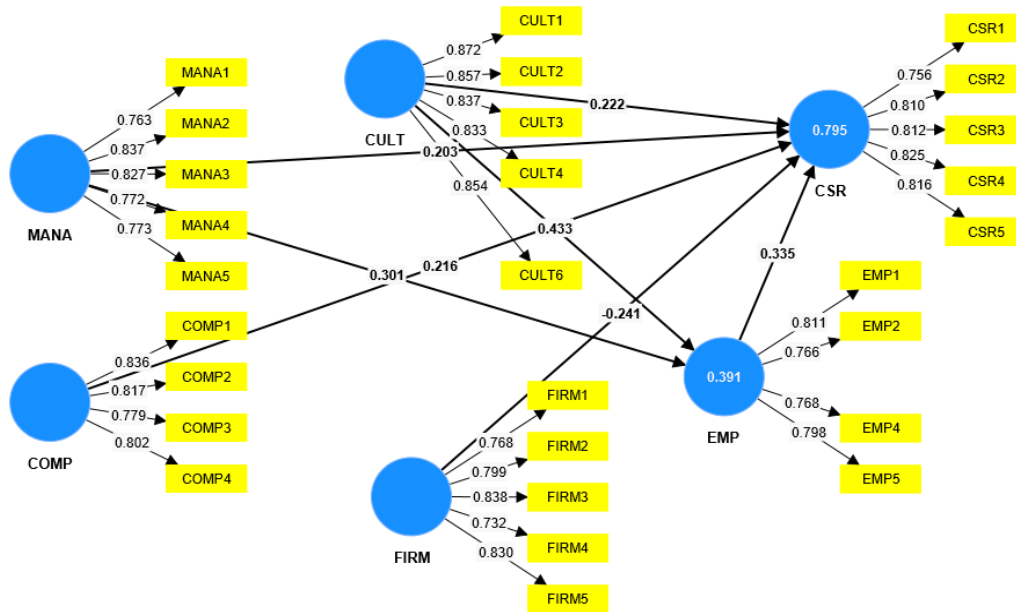 CULT1
CSR1
0.872
0.756
MANA1
CULT2
CSR2
0.857
0.810
0.763
MANA2
0.837
CULT3
0.222
0.795
0.812
CSR3
0.837
0.833
CULT
0.203
0.825
MANA3
0.827
CULT4
CSR
CSR4
0.772
0.854
0.816
MANA4
0.433
CSR5
MANA
0.773
0.335
MANA5
0.301
0.216
CULT6
EMP1
-0.241
0.811
COMP1
EMP2
0.836
0.766
COMP2
0.817
0.391
FIRM1
0.779
0.768
COMP3
EMP4
0.802
0.768
EMP
0.798
FIRM2
COMP
COMP4
0.799
EMP5
0.838
FIRM3
0.732
FIRM4
FIRM
0.830
FIRM5